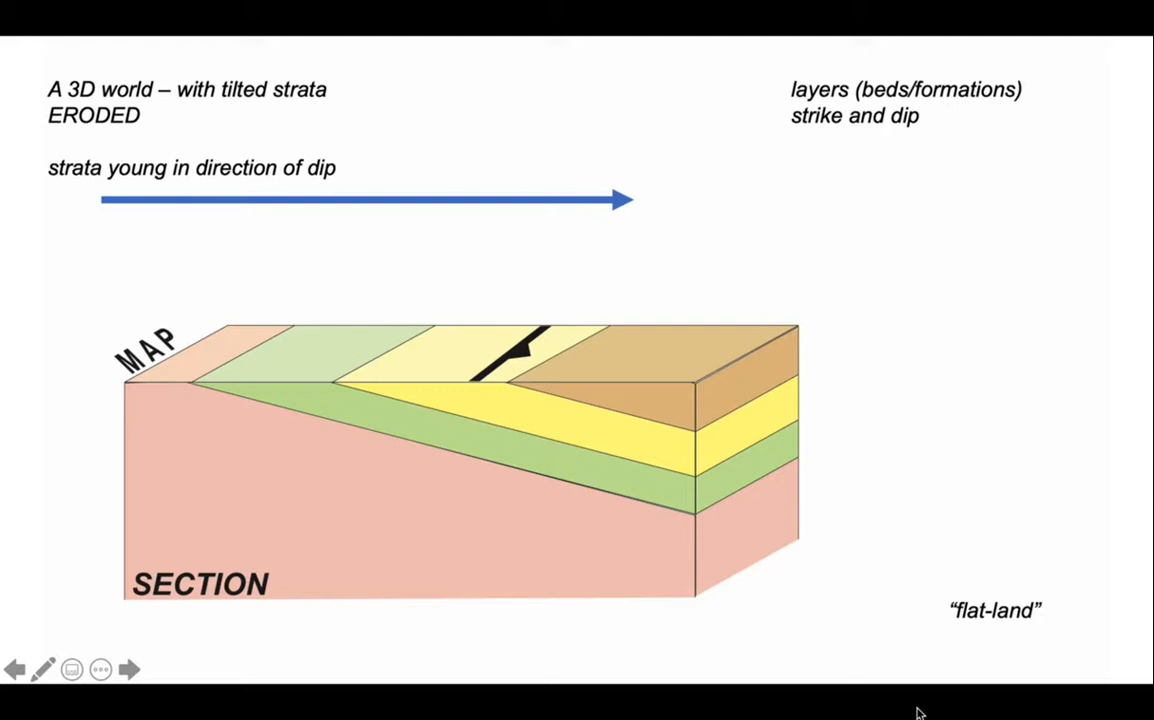 A 3D world – with tilted strata
ERODED
strata young in direction of dip
layers (beds/formations)
strike and dip
MAP
SECTION
“flat-land”